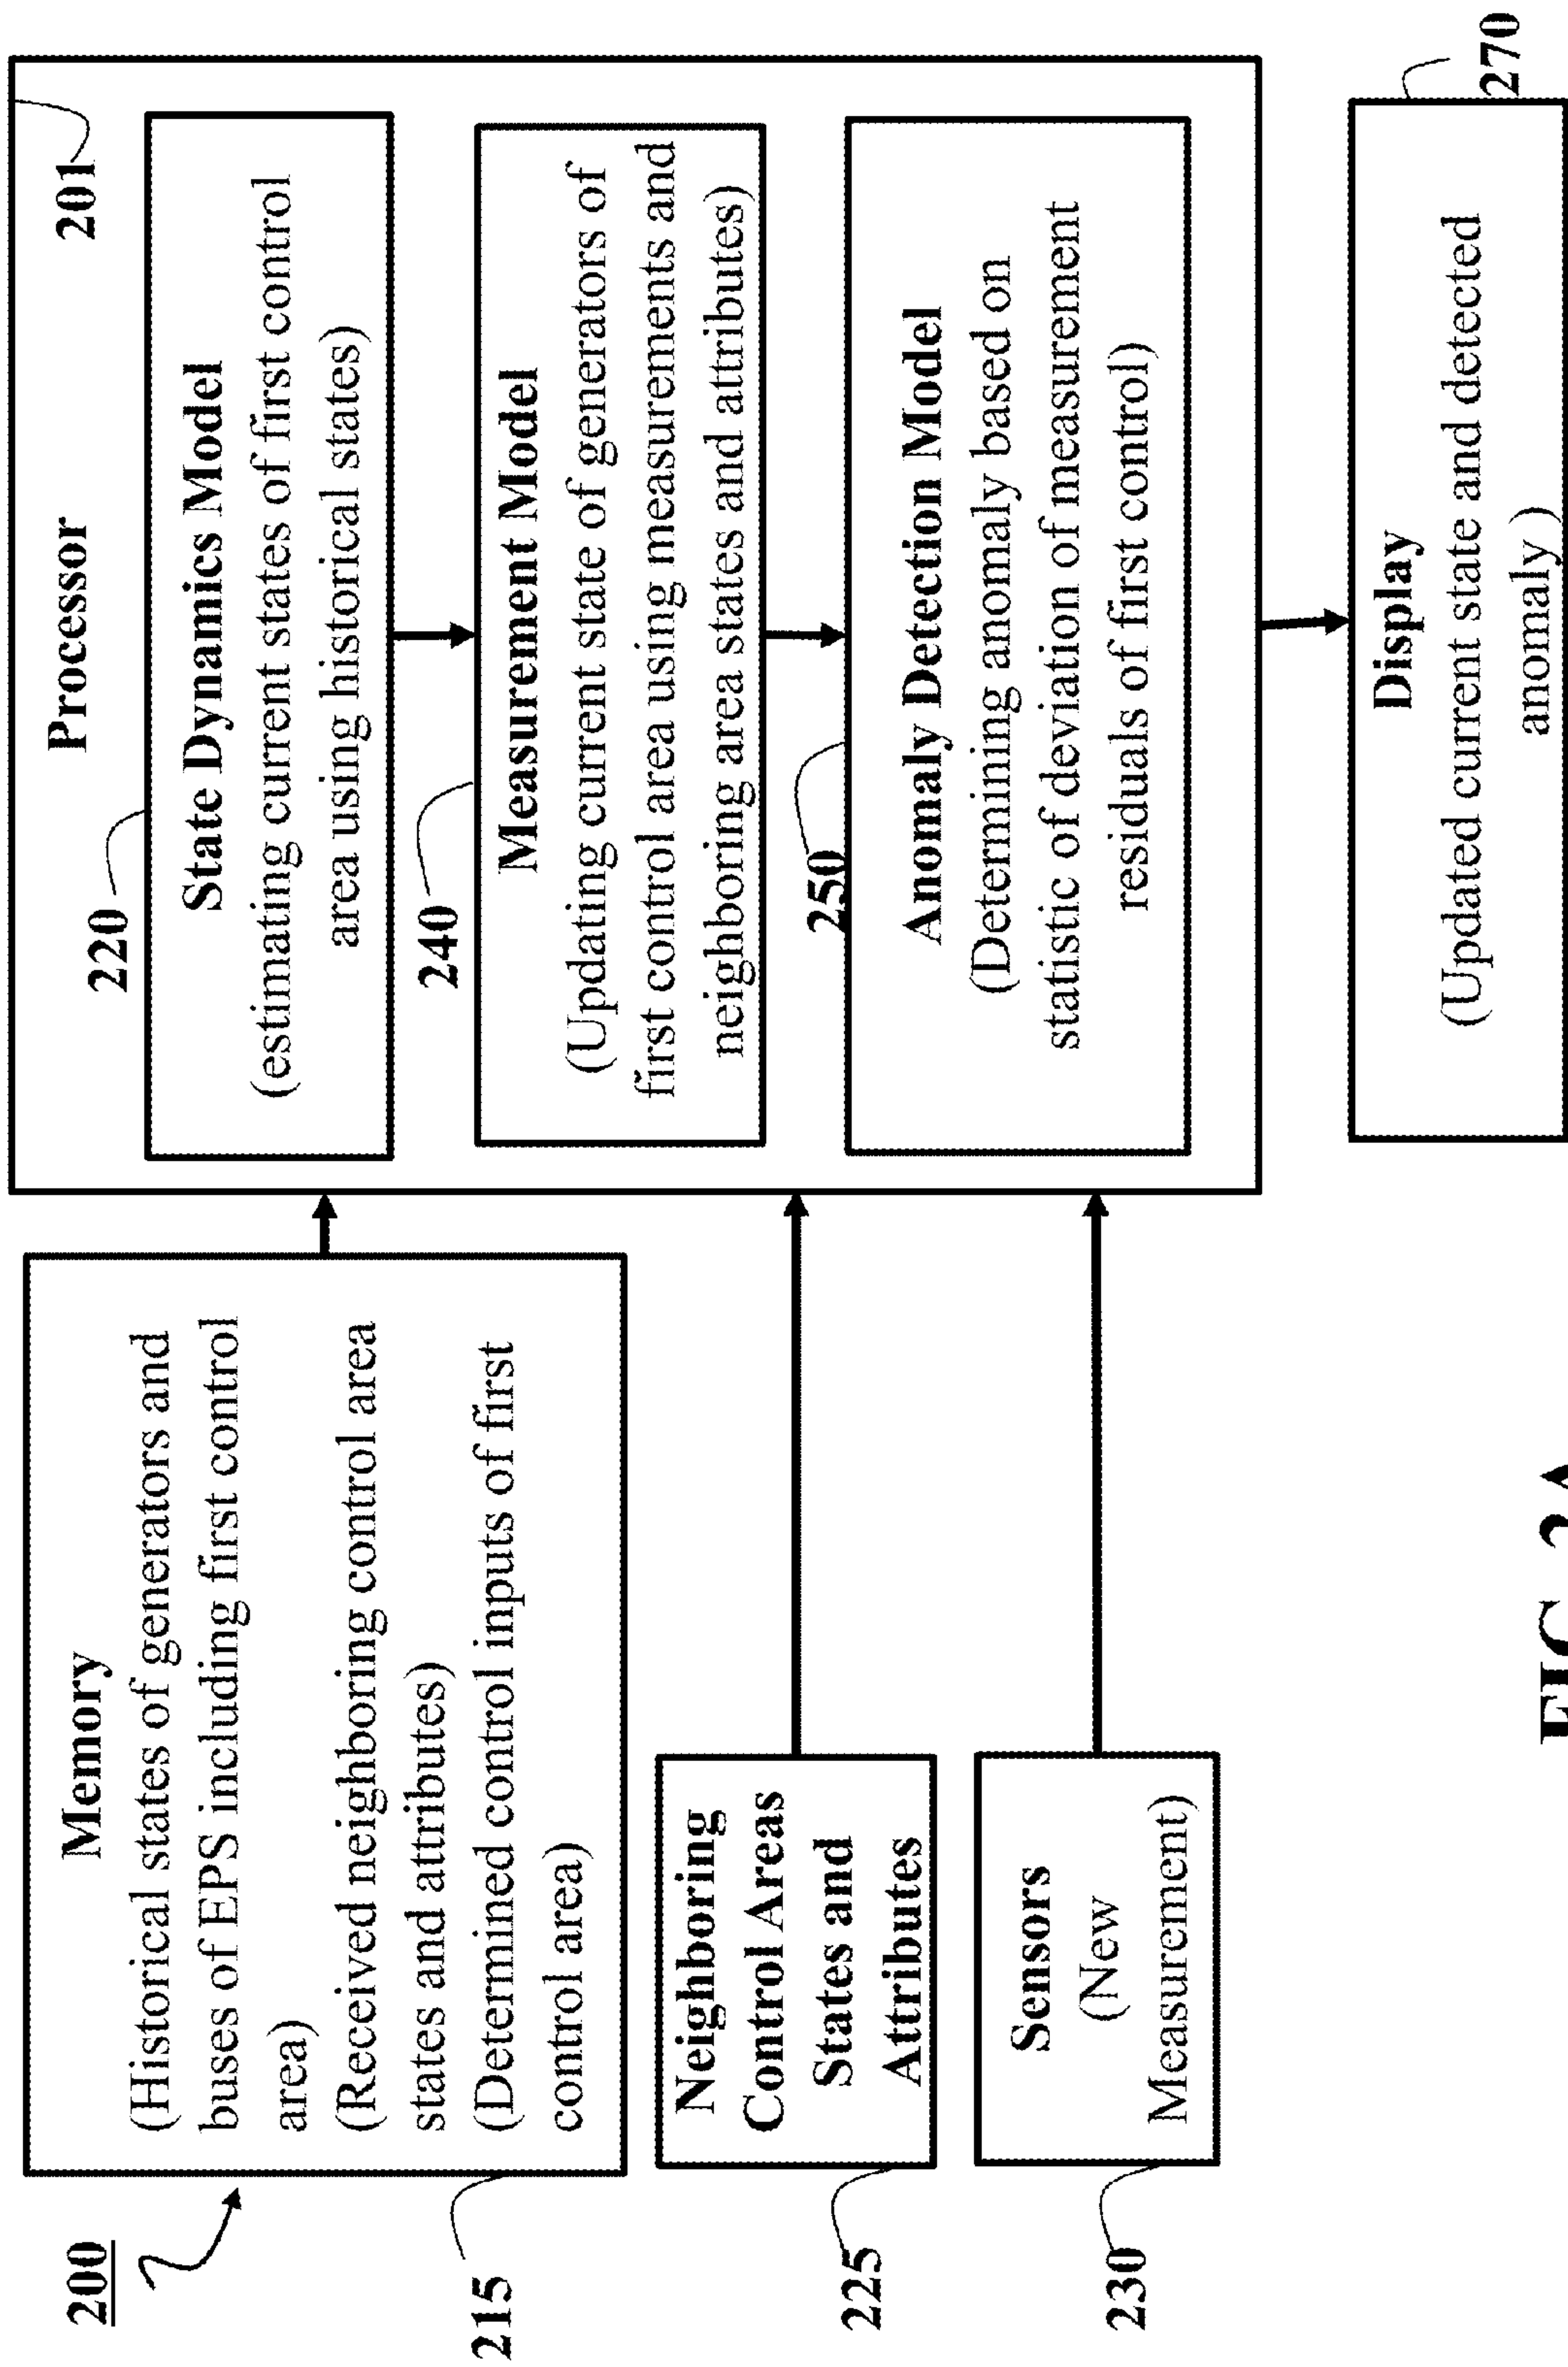 200
Memory
(Historical states of generators and
buses of EPS including first control
area)
(Received neighboring control area
states and attributes)
(Determined control inputs of first
control area)
215
Neighboring
Control Areas
States and
Attributes
225
Sensors
(New
Measurement)
230
Processor
201
220
State Dynamics Model
(estimating current states of first control
area using historical states)
240
Measurement Model
(Updating current state of generators of
first control area using measurements and
neighboring area states and attributes)
250
Anomaly Detection Model
(Determining anomaly based on
statistic of deviation of measurement
residuals of first control)
Display
(Updated current state and detected
anomaly )
270
FIG. 2A